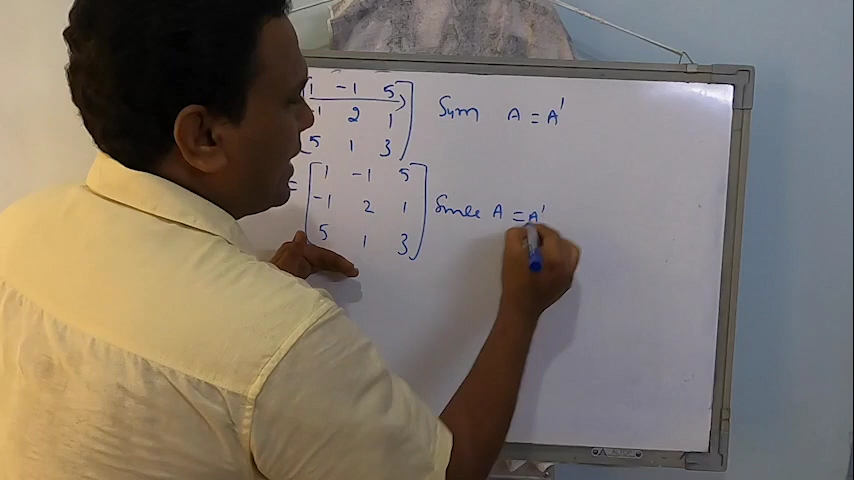 1 -1 5
1 2 1 Sym A = A'
5 1 3
= 1 -1 5
-1 2 1 Since A = A'
5 1 3